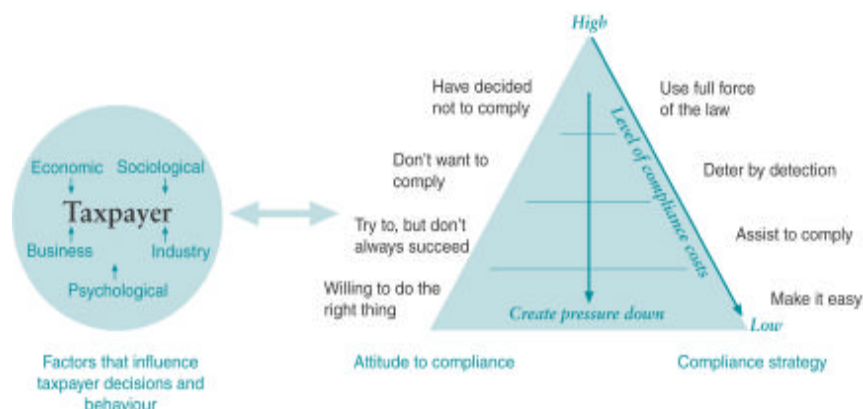 Economic Sociological
Taxpayer
Business Industry
Psychological
Factors that influence
taxpayer decisions and
behaviour
High
Have decided
not to comply
Don't want to
comply
Try to, but don't
always succeed
Willing to do the
right thing
Attitude to compliance
Level of compliance costs
Create pressure down
Use full force
of the law
Deter by detection
Assist to comply
Make it easy
Low
Compliance strategy